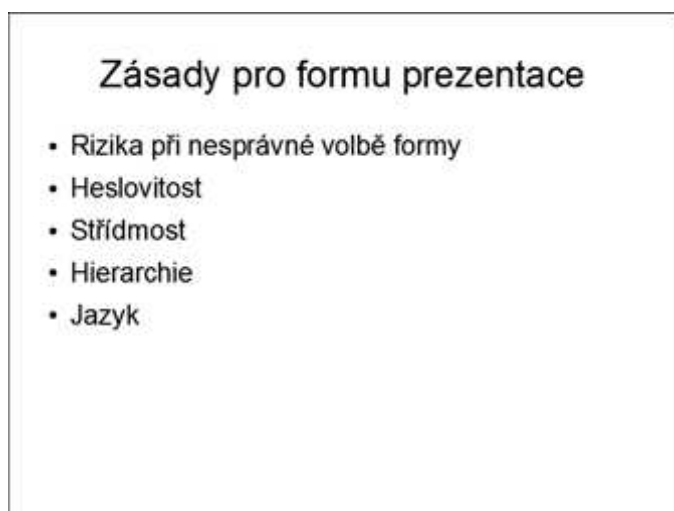 Zásady pro formu prezentace
• Rizika při nesprávné volbě formy
• Heslovitost
• Střídmost
• Hierarchie
• Jazyk